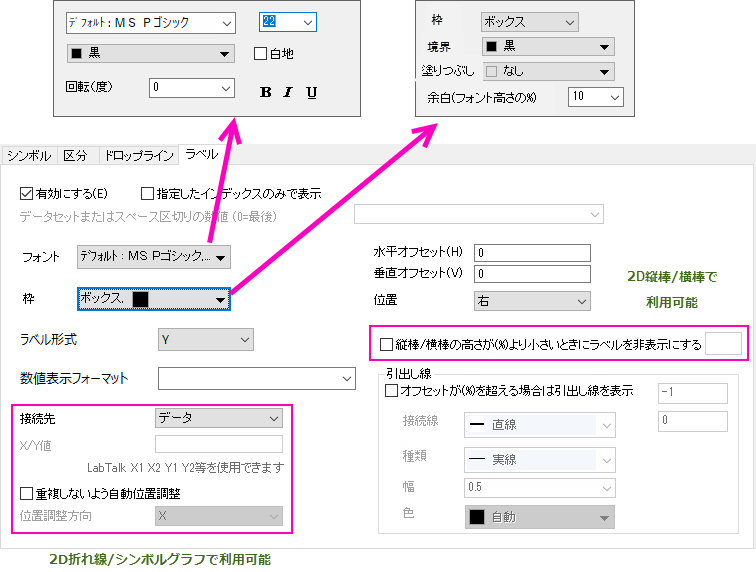 デフォルト：ＭＳ Ｐゴシック
22
黒
白地
回転(度)
0
B I U
枠
ボックス
境界
黒
塗りつぶし
なし
余白(フォント高さの%)
10
シンボル
区分
ドロップライン
ラベル
有効にする(E)
指定したインデックスのみで表示
データセットまたはスペース区切りの数値 (0=最後)
フォント
デフォルト：MS Pゴシック,...
枠
ボックス,
水平オフセット(H)
0
垂直オフセット(V)
0
位置
右
2D縦棒/横棒で
利用可能
ラベル形式
Y
縦棒/横棒の高さが(%)より小さいときにラベルを非表示にする
数値表示フォーマット
引出し線
オフセットが(%)を超える場合は引出し線を表示
-1
接続先
データ
接続線
直線
0
X/Y値
LabTalk X1 X2 Y1 Y2等を使用できます
種類
実線
重複しないよう自動位置調整
幅
0.5
位置調整方向
X
色
自動
2D折れ線/シンボルグラフで利用可能